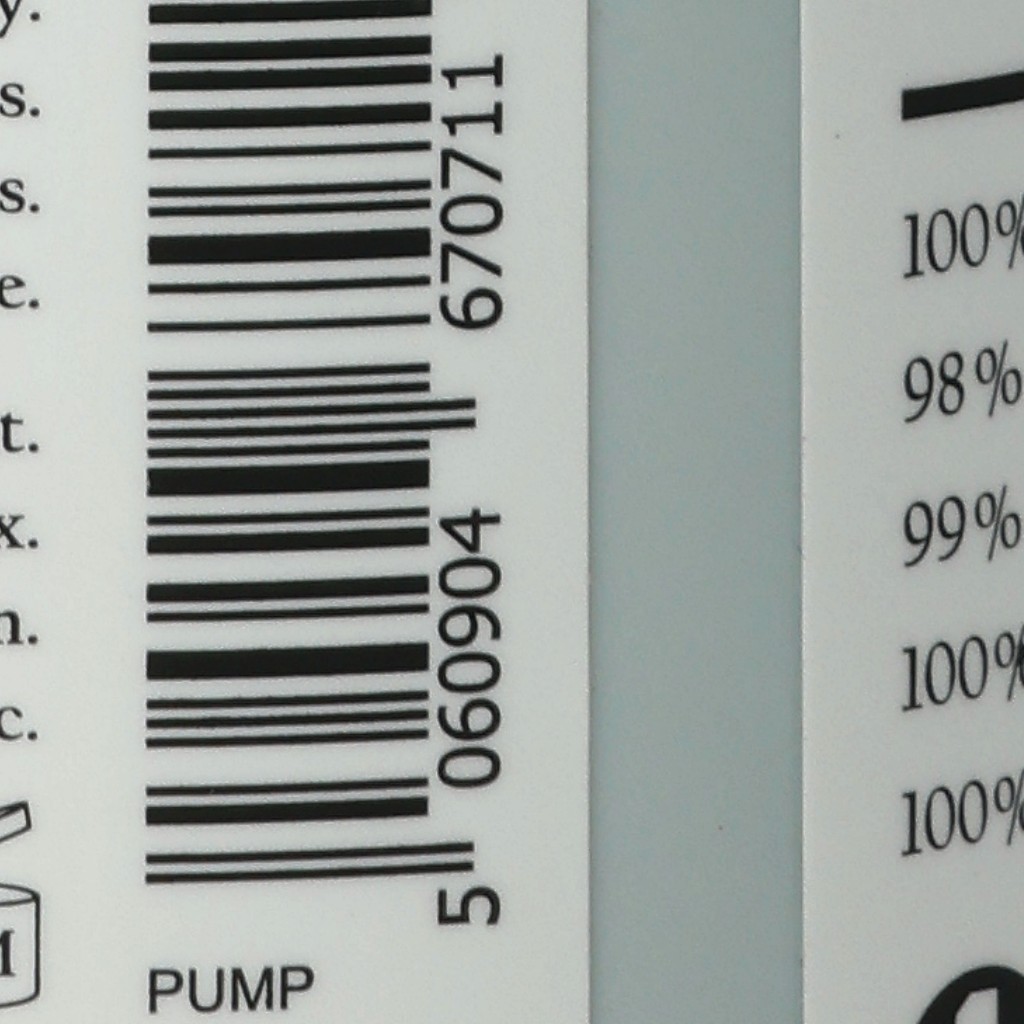 y.
s.
s.
e.
t.
x.
n.
c.
M
5 060904 670711
PUMP
100%
98%
99%
100%
100%